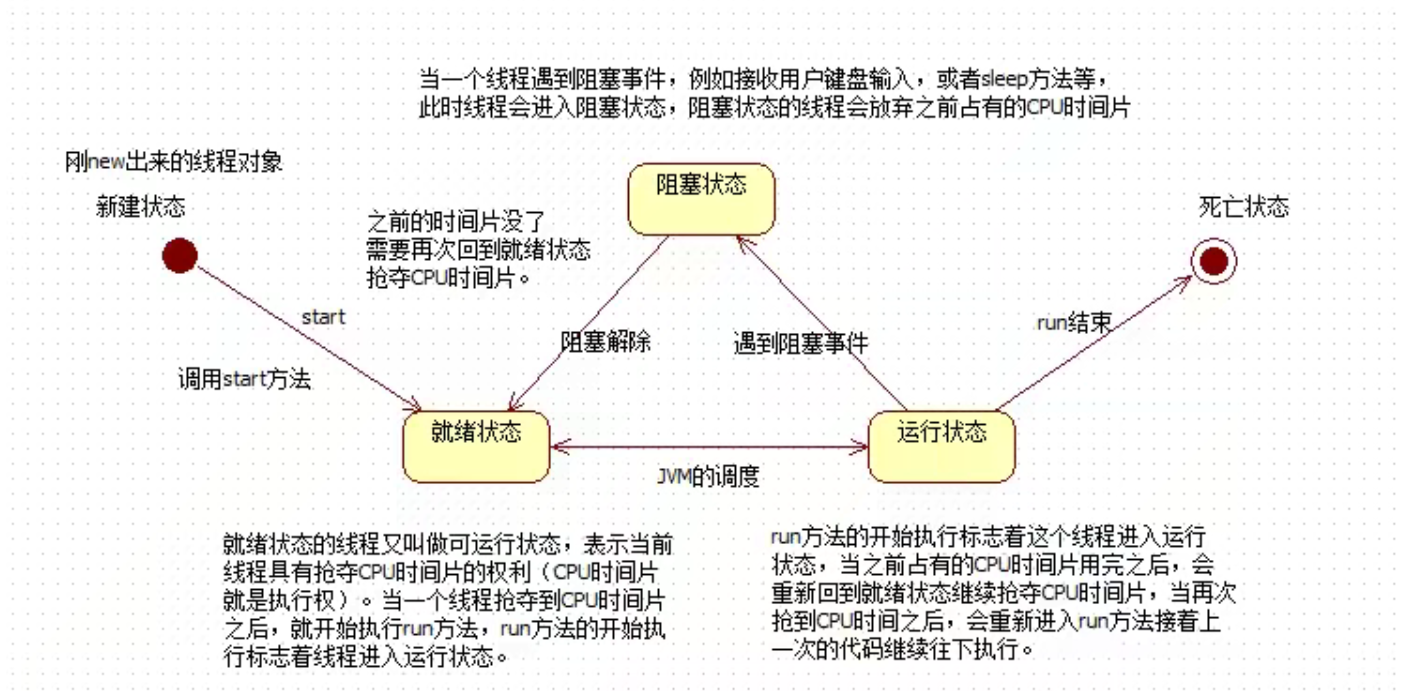 当一个线程遇到阻塞事件，例如接收用户键盘输入，或者sleep方法等，
此时线程会进入阻塞状态，阻塞状态的线程会放弃之前占有的CPU时间片
刚new出来的线程对象
新建状态
阻塞状态
死亡状态
之前的时间片没了
需要再次回到就绪状态
抢夺CPU时间片。
start
调用start方法
阻塞解除
遇到阻塞事件
run结束
就绪状态
运行状态
JVM的调度
就绪状态的线程又叫做可运行状态，表示当前
线程具有抢夺CPU时间片的权利（CPU时间片
就是执行权）。当一个线程抢夺到CPU时间片
之后，就开始执行run方法，run方法的开始执
行标志着线程进入运行状态。
run方法的开始执行标志着这个线程进入运行
状态，当之前占有的CPU时间片用完之后，会
重新回到就绪状态继续抢夺CPU时间片，当再次
抢到CPU时间之后，会重新进入run方法接着上
一次的代码继续往下执行。